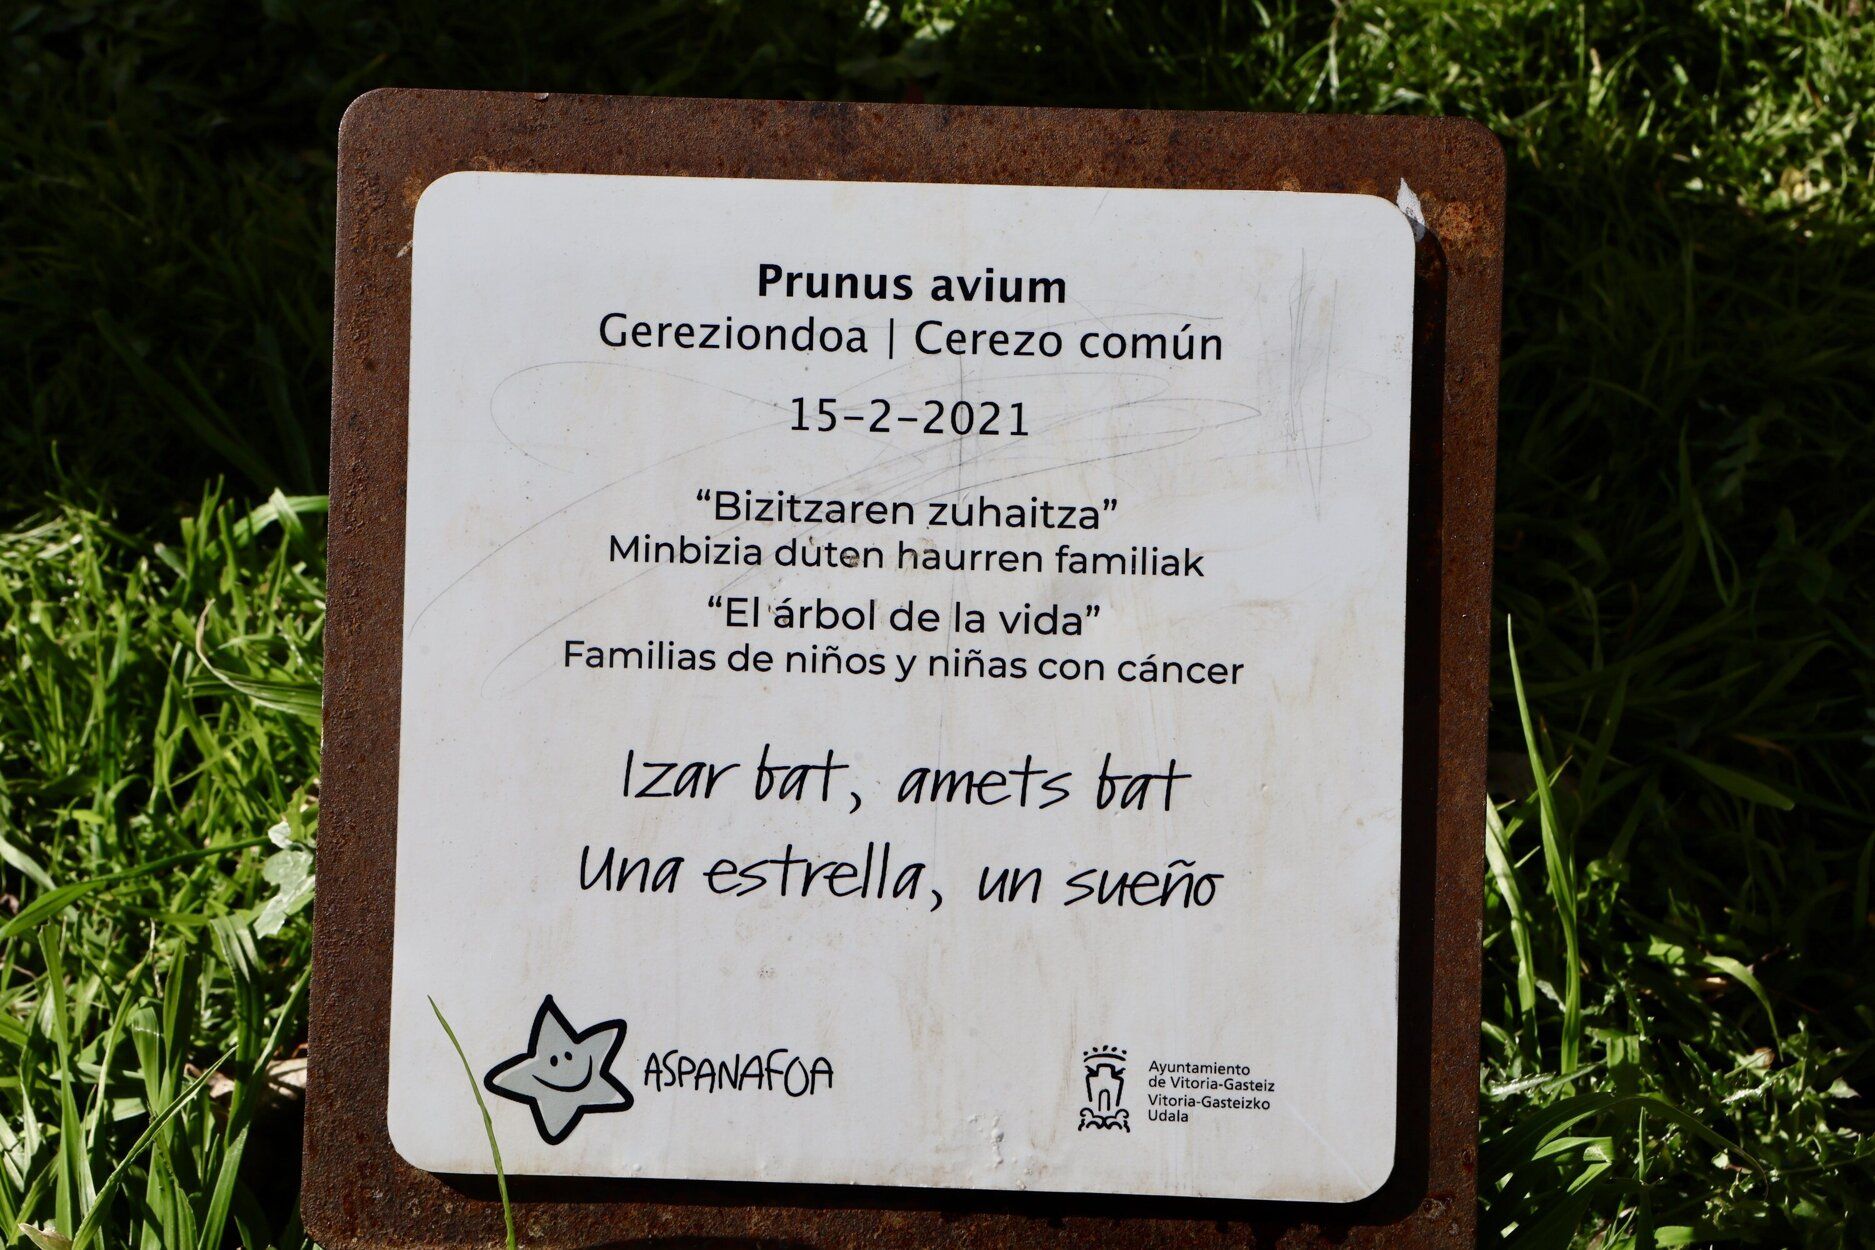 Prunus avium
Gereziondoa | Cerezo común
15-2-2021
“Bizitzaren zuhaitza”
Minbizia duten haurren familiak
“El árbol de la vida”
Familias de niños y niñas con cáncer
Izar bat, amets bat
Una estrella, un sueño
ASPANAFOA
Ayuntamiento
de Vitoria-Gasteiz
Vitoria-Gasteizko
Udala